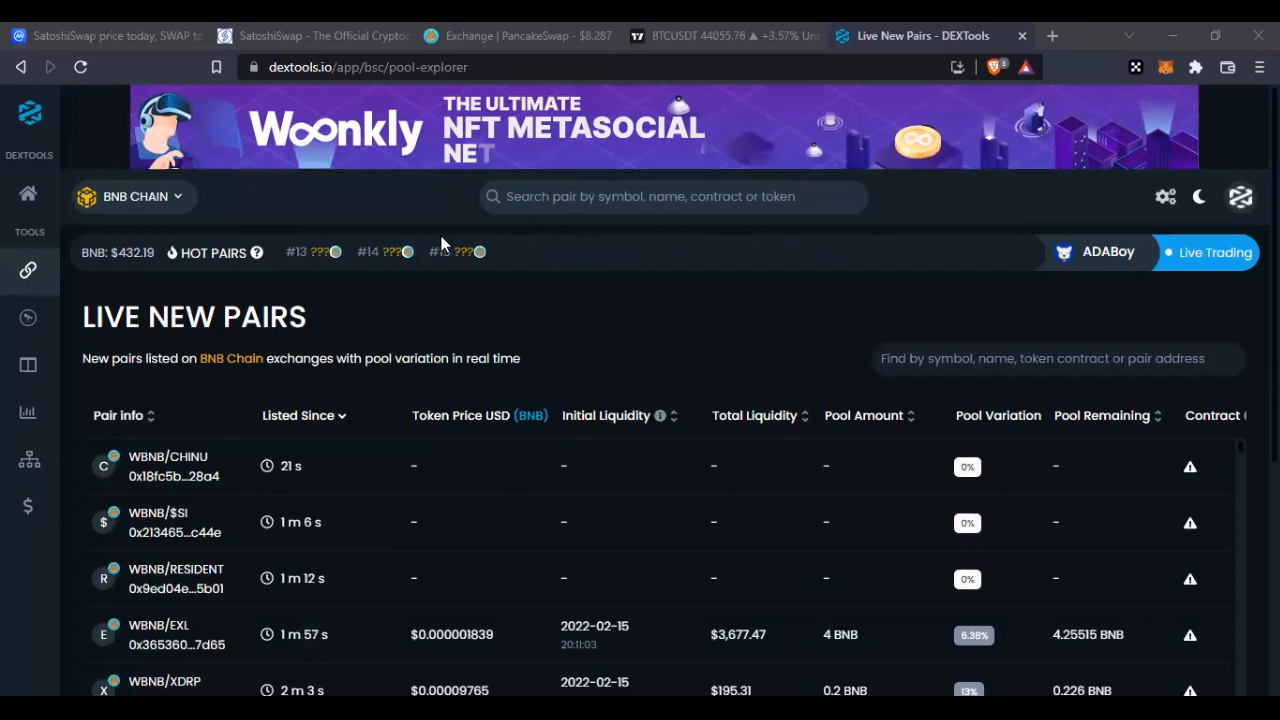 SatoshiSwap price today, SWAP to
SatoshiSwap - The Official Crypto
Exchange | PancakeSwap - $8.287
BTCUSDT 44055.76 ▲ +3.57% Un
Live New Pairs - DEXTools
dextools.io/app/bsc/pool-explorer
Woonkly
THE ULTIMATE
NFT METASOCIAL
NET
DEXTOOLS
BNB CHAIN
Search pair by symbol, name, contract or token
TOOLS
BNB: $432.19
HOT PAIRS
#13 ???
#14 ???
???
ADABoy
Live Trading
LIVE NEW PAIRS
New pairs listed on BNB Chain exchanges with pool variation in real time
Find by symbol, name, token contract or pair address
Pair info Listed Since Token Price USD (BNB) Initial Liquidity Total Liquidity Pool Amount Pool Variation Pool Remaining Contract
C WBNB/CHINU
0x18fc5b...28a4
21 s - - - - 0% -
$ WBNB/$SI
0x213465...c44e
1 m 6 s - - - - 0% -
R WBNB/RESIDENT
0x9ed04e...5b01
1 m 12 s - - - - 0% -
E WBNB/EXL
0x365360...7d65
1 m 57 s $0.000001839 2022-02-15
20:11:03
$3,677.47 4 BNB 6.38% 4.25515 BNB
X WBNB/XDRP
2 m 3 s $0.00009765 2022-02-15
$195.31 0.2 BNB 13% 0.226 BNB